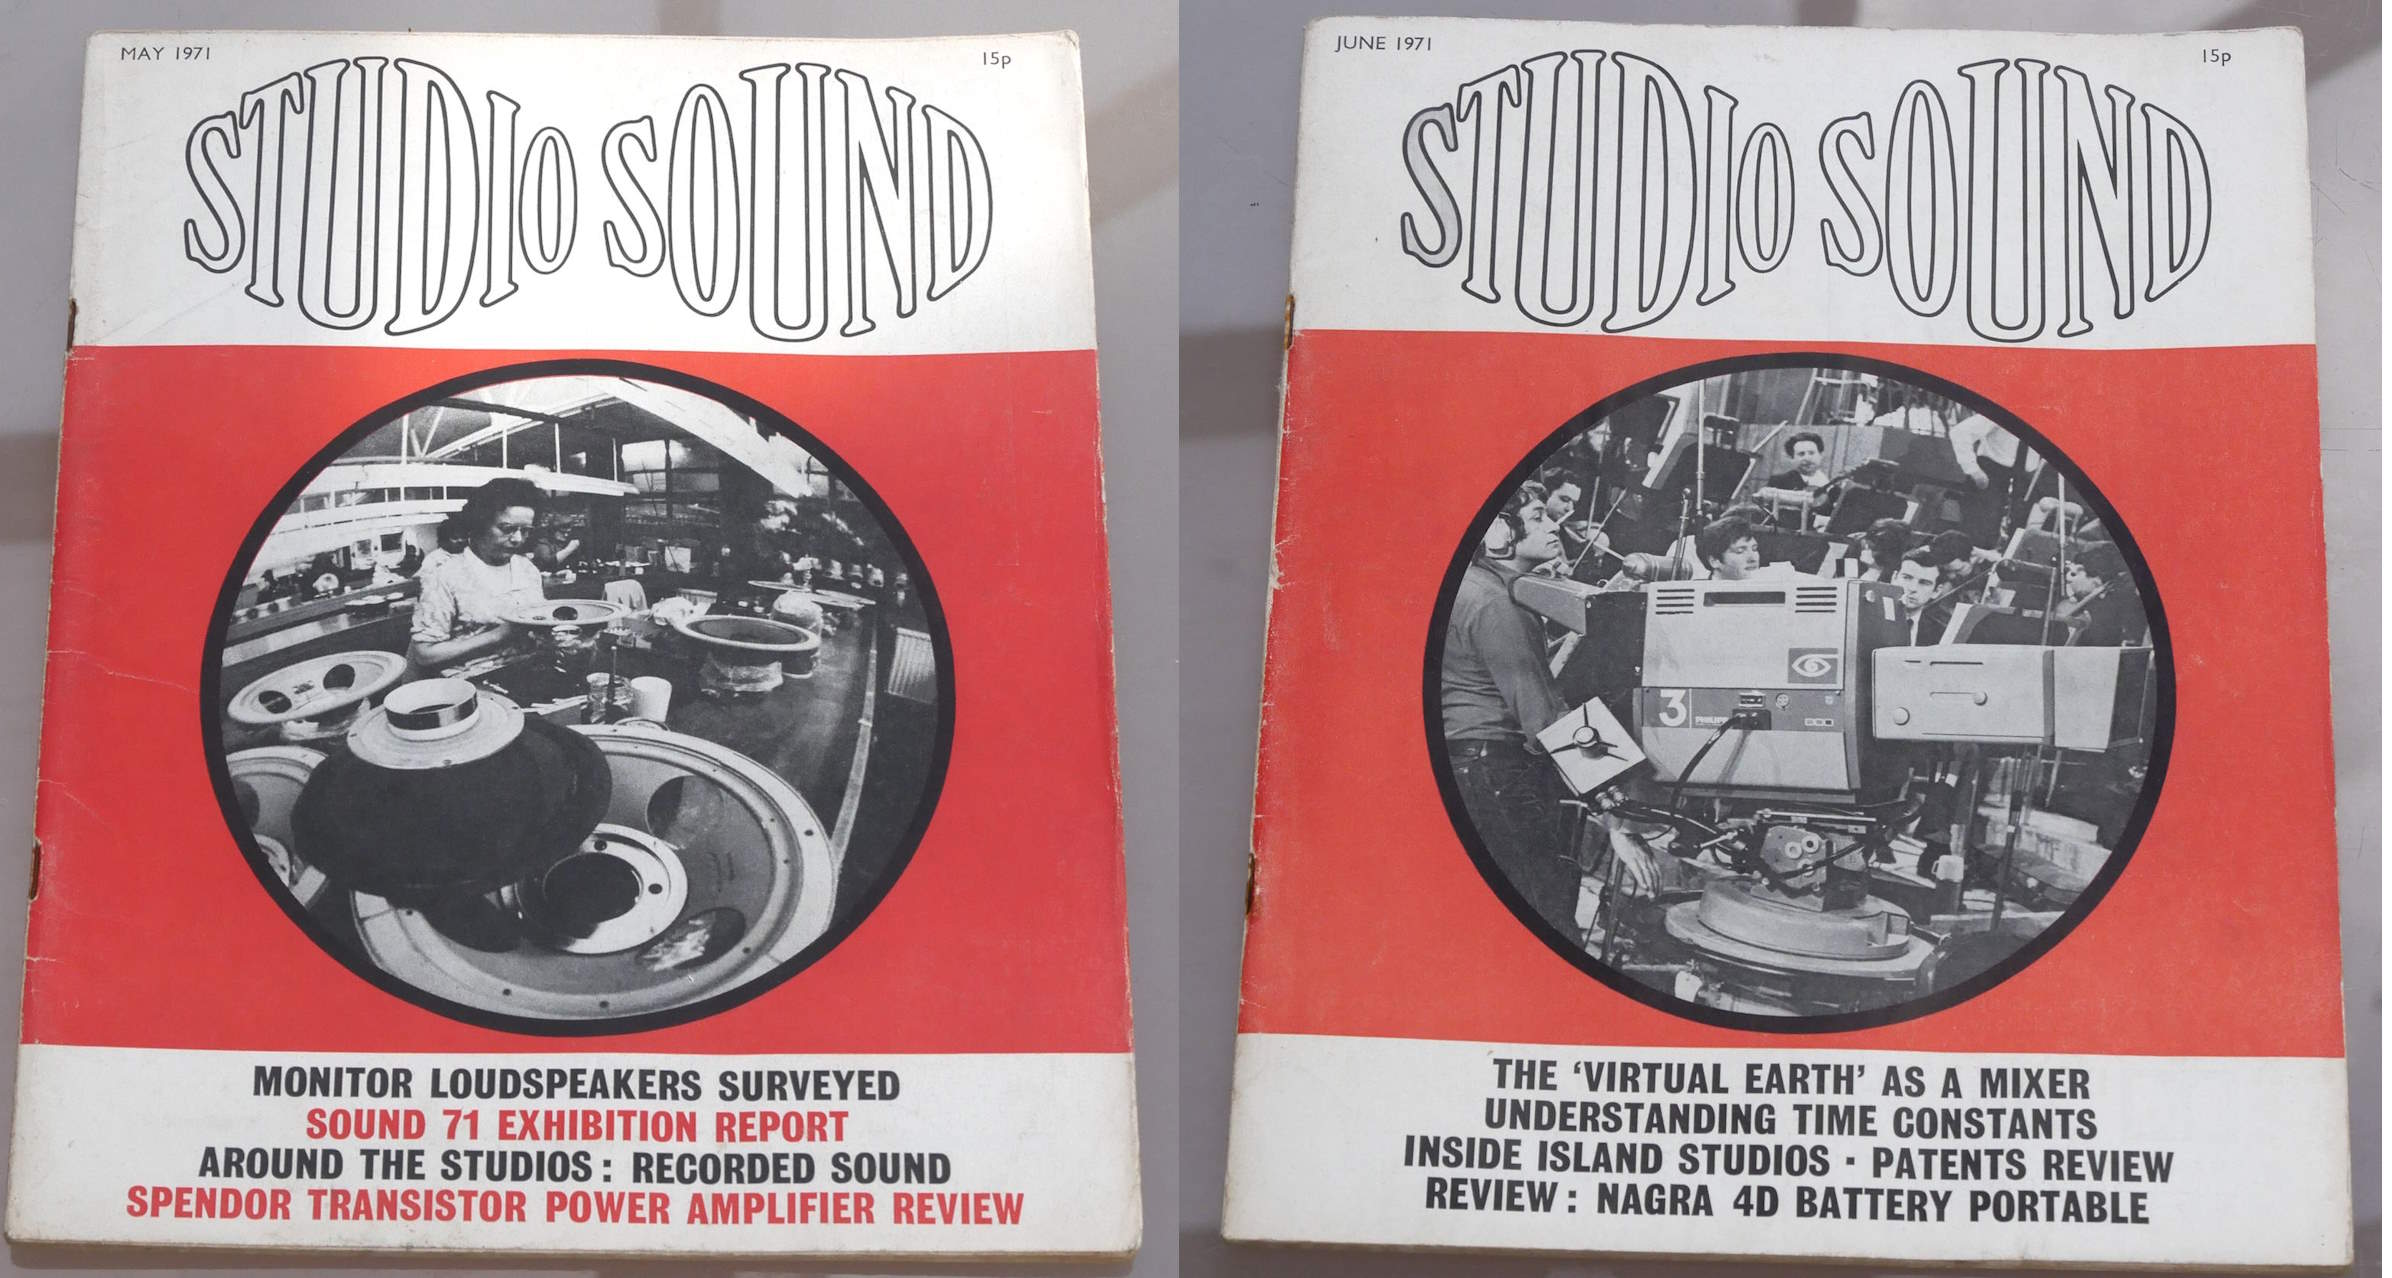 MAY 1971
15p
STUDIO SOUND
MONITOR LOUDSPEAKERS SURVEYED
SOUND 71 EXHIBITION REPORT
AROUND THE STUDIOS : RECORDED SOUND
SPENDOR TRANSISTOR POWER AMPLIFIER REVIEW
JUNE 1971
15p
STUDIO SOUND
3
PHILIPS
THE ‘VIRTUAL EARTH’ AS A MIXER
UNDERSTANDING TIME CONSTANTS
INSIDE ISLAND STUDIOS · PATENTS REVIEW
REVIEW : NAGRA 4D BATTERY PORTABLE